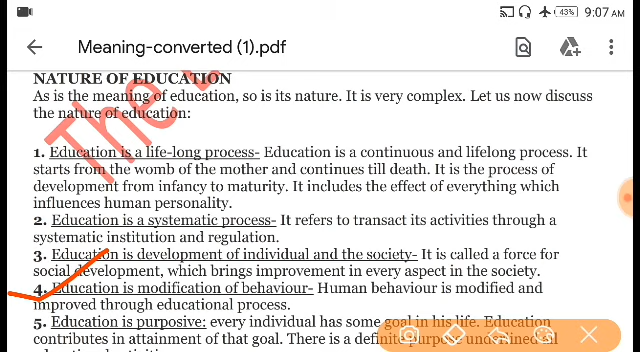 43% 9:07 AM
Meaning-converted (1).pdf
NATURE OF EDUCATION
As is the meaning of education, so is its nature. It is very complex. Let us now discuss
the nature of education:
The
1. Education is a life-long process- Education is a continuous and lifelong process. It
starts from the womb of the mother and continues till death. It is the process of
development from infancy to maturity. It includes the effect of everything which
influences human personality.
2. Education is a systematic process- It refers to transact its activities through a
systematic institution and regulation.
3. Education is development of individual and the society- It is called a force for
social development, which brings improvement in every aspect in the society.
4. Education is modification of behaviour- Human behaviour is modified and
improved through educational process.
5. Education is purposive: every individual has some goal in his life. Education
contributes in attainment of that goal. There is a definite purpose underlined all